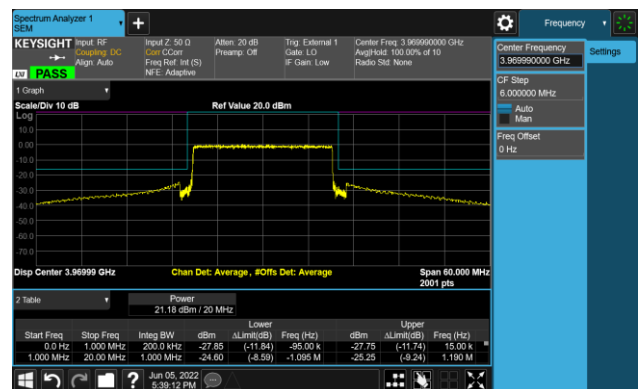 Spectrum Analyzer 1
SEM
+
Frequency
KEYSIGHT
Input: RF
Coupling: DC
Align: Auto
Input Z: 50 Ω
Corr CCorr
Freq Ref: Int (S)
NFE: Adaptive
Atten: 20 dB
Preamp: Off
Trig: External 1
Gate: LO
IF Gain: Low
Center Freq: 3.969990000 GHz
Avg|Hold: 100.00% of 10
Radio Std: None
LVI PASS
Center Frequency
3.969990000 GHz
Settings
CF Step
6.000000 MHz
Auto
Man
Freq Offset
0 Hz
1 Graph
Scale/Div 10 dB
Ref Value 20.0 dBm
Log
10.0
0.00
-10.0
-20.0
-30.0
-40.0
-50.0
-60.0
-70.0
Disp Center 3.96999 GHz
Chan Det: Average , #Offs Det: Average
Span 60.000 MHz
2001 pts
2 Table
Power
21.18 dBm / 20 MHz
Lower Upper
Start Freq Stop Freq Integ BW dBm ΔLimit(dB) Freq (Hz) dBm ΔLimit(dB) Freq (Hz)
0.0 Hz 1.000 MHz 200.0 kHz -27.85 (-11.84) -95.00 k -27.75 (-11.74) 15.00 k
1.000 MHz 20.00 MHz 1.000 MHz -24.60 (-8.59) -1.095 M -25.25 (-9.24) 1.190 M
?
Jun 05, 2022
5:39:12 PM